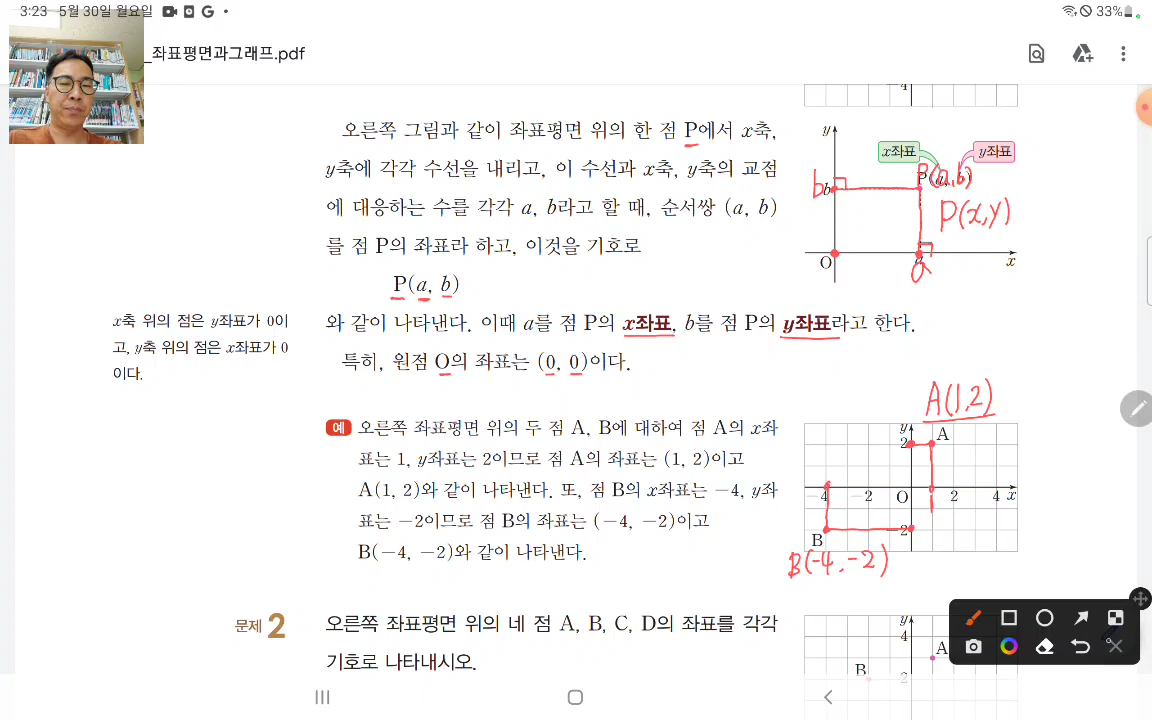 3:23 5월 30일 월요일 G •
33%
_좌표평면과그래프.pdf
4
오른쪽 그림과 같이 좌표평면 위의 한 점 P에서 x축,
y축에 각각 수선을 내리고, 이 수선과 x축, y축의 교점
에 대응하는 수를 각각 a, b라고 할 때, 순서쌍 (a, b)
를 점 P의 좌표라 하고, 이것을 기호로
P(a, b)
와 같이 나타낸다. 이때 a를 점 P의 x좌표, b를 점 P의 y좌표라고 한다.
특히, 원점 O의 좌표는 (0, 0)이다.
x축 위의 점은 y좌표가 0이
고, y축 위의 점은 x좌표가 0
이다.
y
x좌표 y좌표
P(a,b)
b b
P(x,y)
O a x
예 오른쪽 좌표평면 위의 두 점 A, B에 대하여 점 A의 x좌
표는 1, y좌표는 2이므로 점 A의 좌표는 (1, 2)이고
A(1, 2)와 같이 나타낸다. 또, 점 B의 x좌표는 -4, y좌
표는 -2이므로 점 B의 좌표는 (-4, -2)이고
B(-4, -2)와 같이 나타낸다.
A(1,2)
y
2 A
-4 -2 O 1 2 4 x
-2
B
B(-4,-2)
문제 2 오른쪽 좌표평면 위의 네 점 A, B, C, D의 좌표를 각각
기호로 나타내시오.
y
4
A
B
2